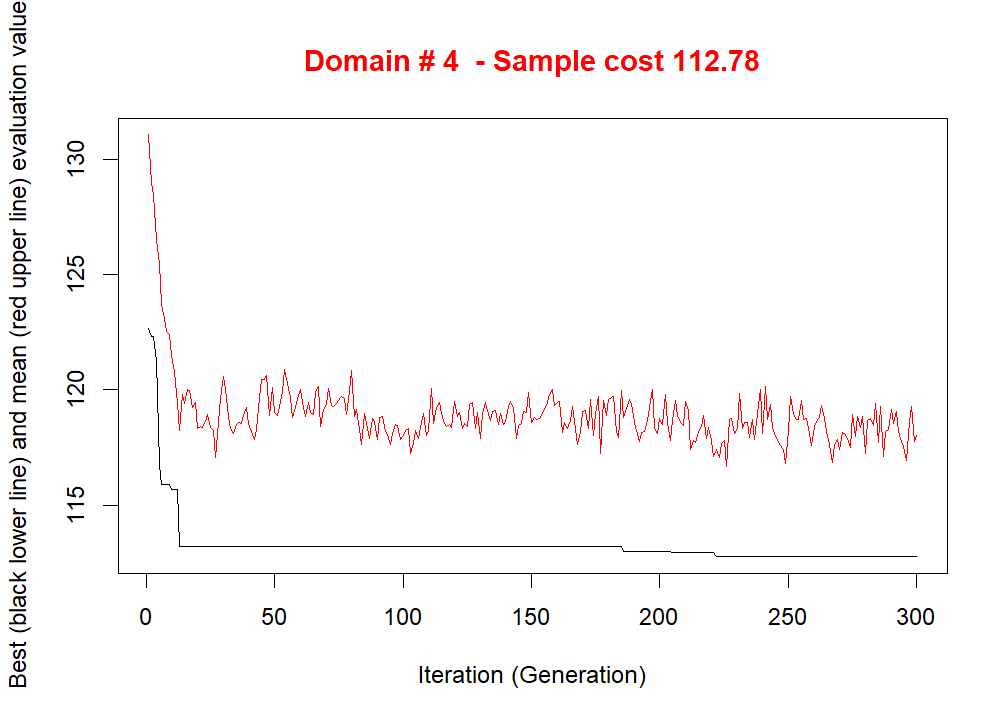 Domain # 4  - Sample cost 112.78
Best (black lower line) and mean (red upper line) evaluation value
130
125
120
115
0 50 100 150 200 250 300
Iteration (Generation)